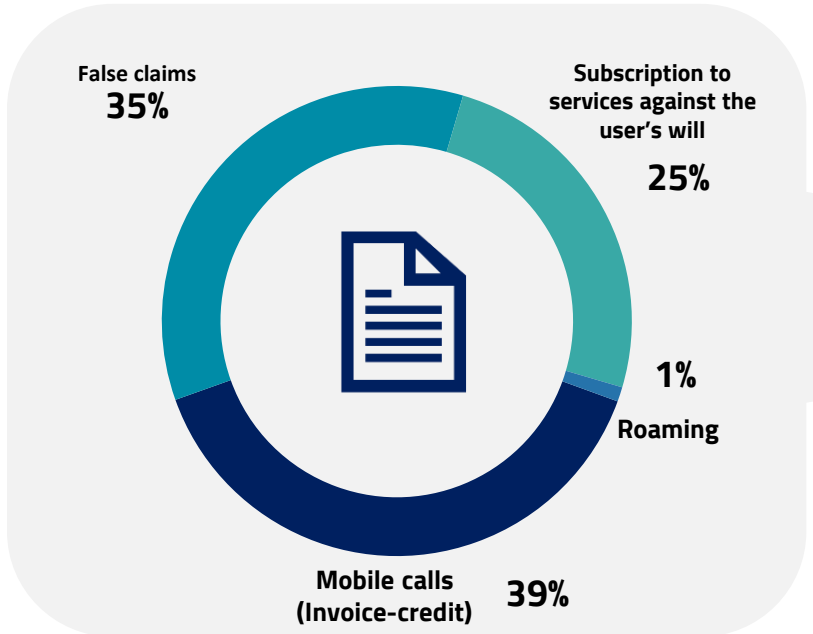 False claims
35%
Subscription to
services against the
user's will
25%
1%
Roaming
Mobile calls
(Invoice-credit)
39%